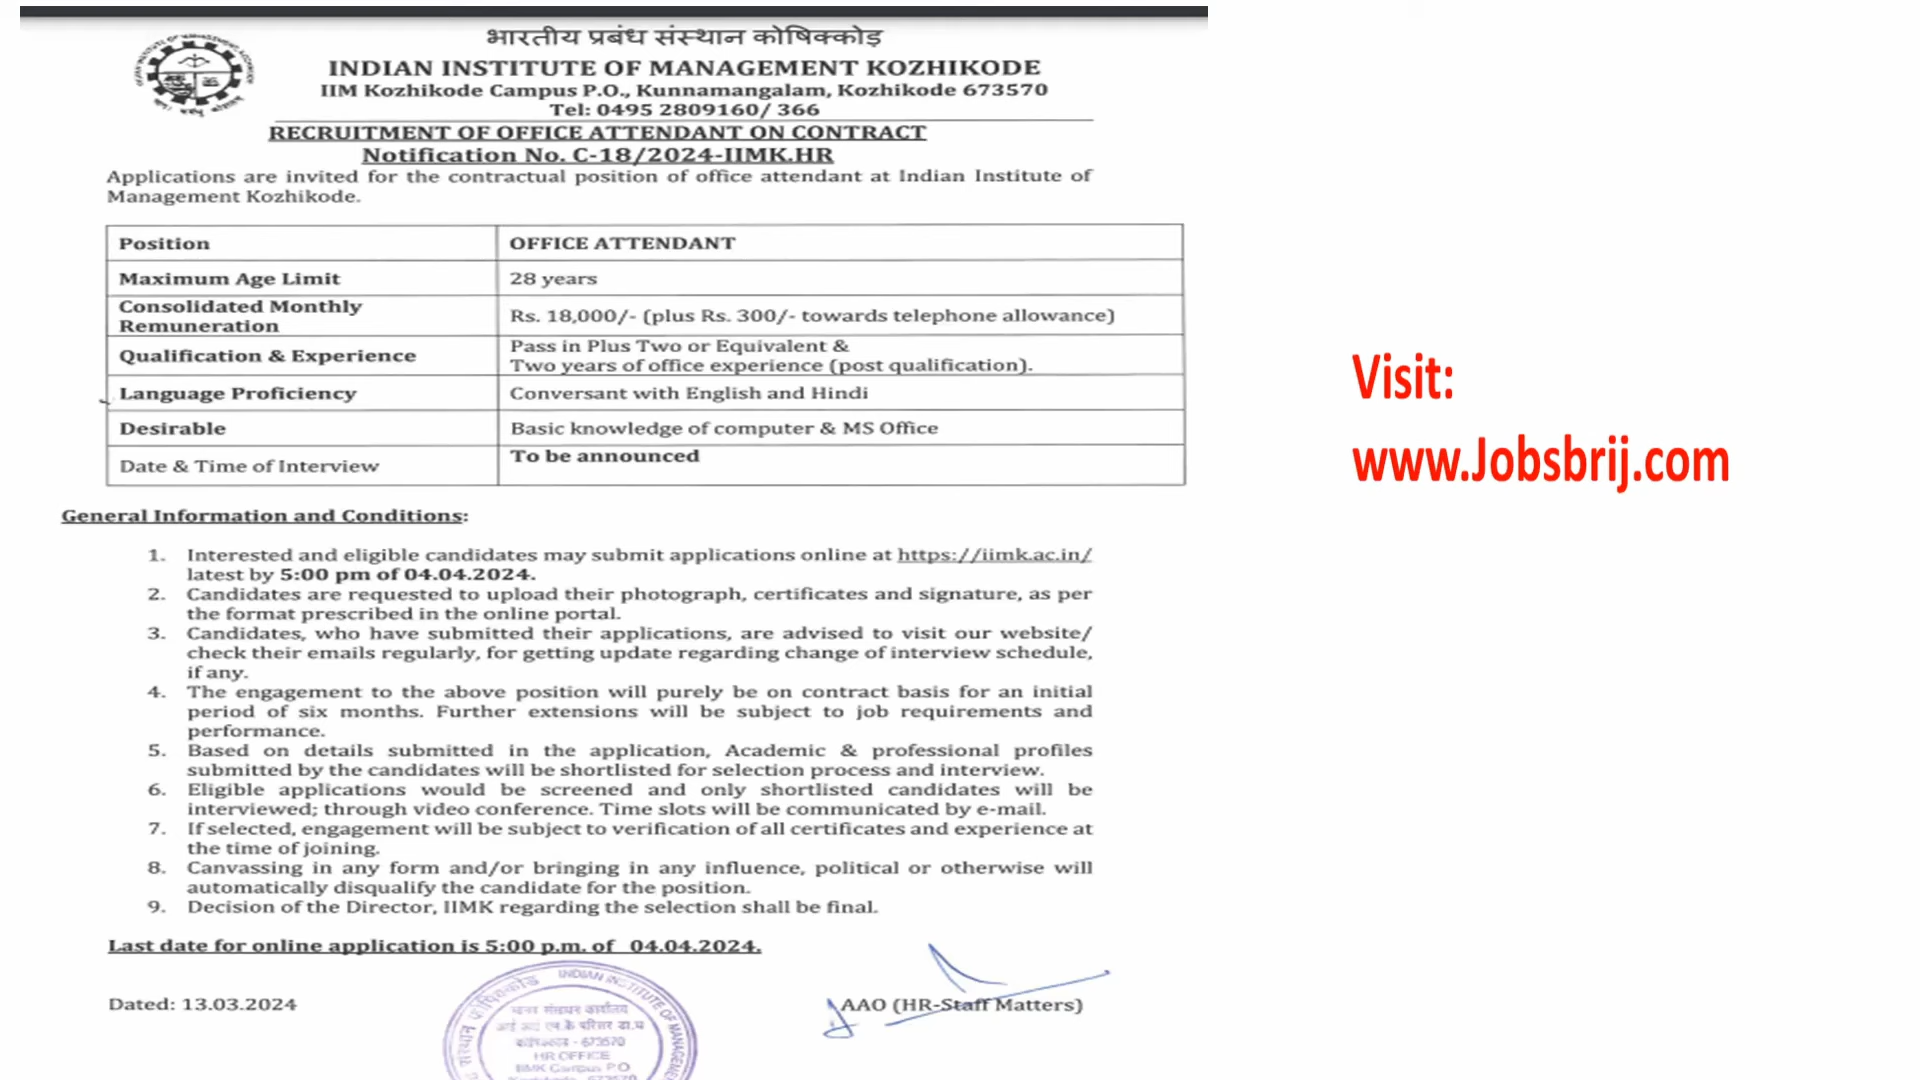 भारतीय प्रबंध संस्थान कोषिक्कोड़
INDIAN INSTITUTE OF MANAGEMENT KOZHIKODE
IIM Kozhikode Campus P.O., Kunnamangalam, Kozhikode 673570
Tel: 0495 2809160/ 366
RECRUITMENT OF OFFICE ATTENDANT ON CONTRACT
Notification No. C-18/2024-IIMK.HR
Applications are invited for the contractual position of office attendant at Indian Institute of
Management Kozhikode.
Position OFFICE ATTENDANT
Maximum Age Limit 28 years
Consolidated Monthly
Remuneration Rs. 18,000/- (plus Rs. 300/- towards telephone allowance)
Qualification & Experience Pass in Plus Two or Equivalent &
Two years of office experience (post qualification).
Language Proficiency Conversant with English and Hindi
Desirable Basic knowledge of computer & MS Office
Date & Time of Interview To be announced
General Information and Conditions:
1. Interested and eligible candidates may submit applications online at https://iimk.ac.in/
latest by 5:00 pm of 04.04.2024.
2. Candidates are requested to upload their photograph, certificates and signature, as per
the format prescribed in the online portal.
3. Candidates, who have submitted their applications, are advised to visit our website/
check their emails regularly, for getting update regarding change of interview schedule,
if any.
4. The engagement to the above position will purely be on contract basis for an initial
period of six months. Further extensions will be subject to job requirements and
performance.
5. Based on details submitted in the application, Academic & professional profiles
submitted by the candidates will be shortlisted for selection process and interview.
6. Eligible applications would be screened and only shortlisted candidates will be
interviewed; through video conference. Time slots will be communicated by e-mail.
7. If selected, engagement will be subject to verification of all certificates and experience at
the time of joining.
8. Canvassing in any form and/or bringing in any influence, political or otherwise will
automatically disqualify the candidate for the position.
9. Decision of the Director, IIMK regarding the selection shall be final.
Last date for online application is 5:00 p.m. of 04.04.2024.
Dated: 13.03.2024
AAO (HR-Staff Matters)
INDIAN INSTITUTE OF MANAGEMENT
संस्थान कोषिक्कोड
- 673570
HR OFFICE
IIMK Campus P.O
Kozhikode - 673570
Visit:
www.Jobsbrij.com